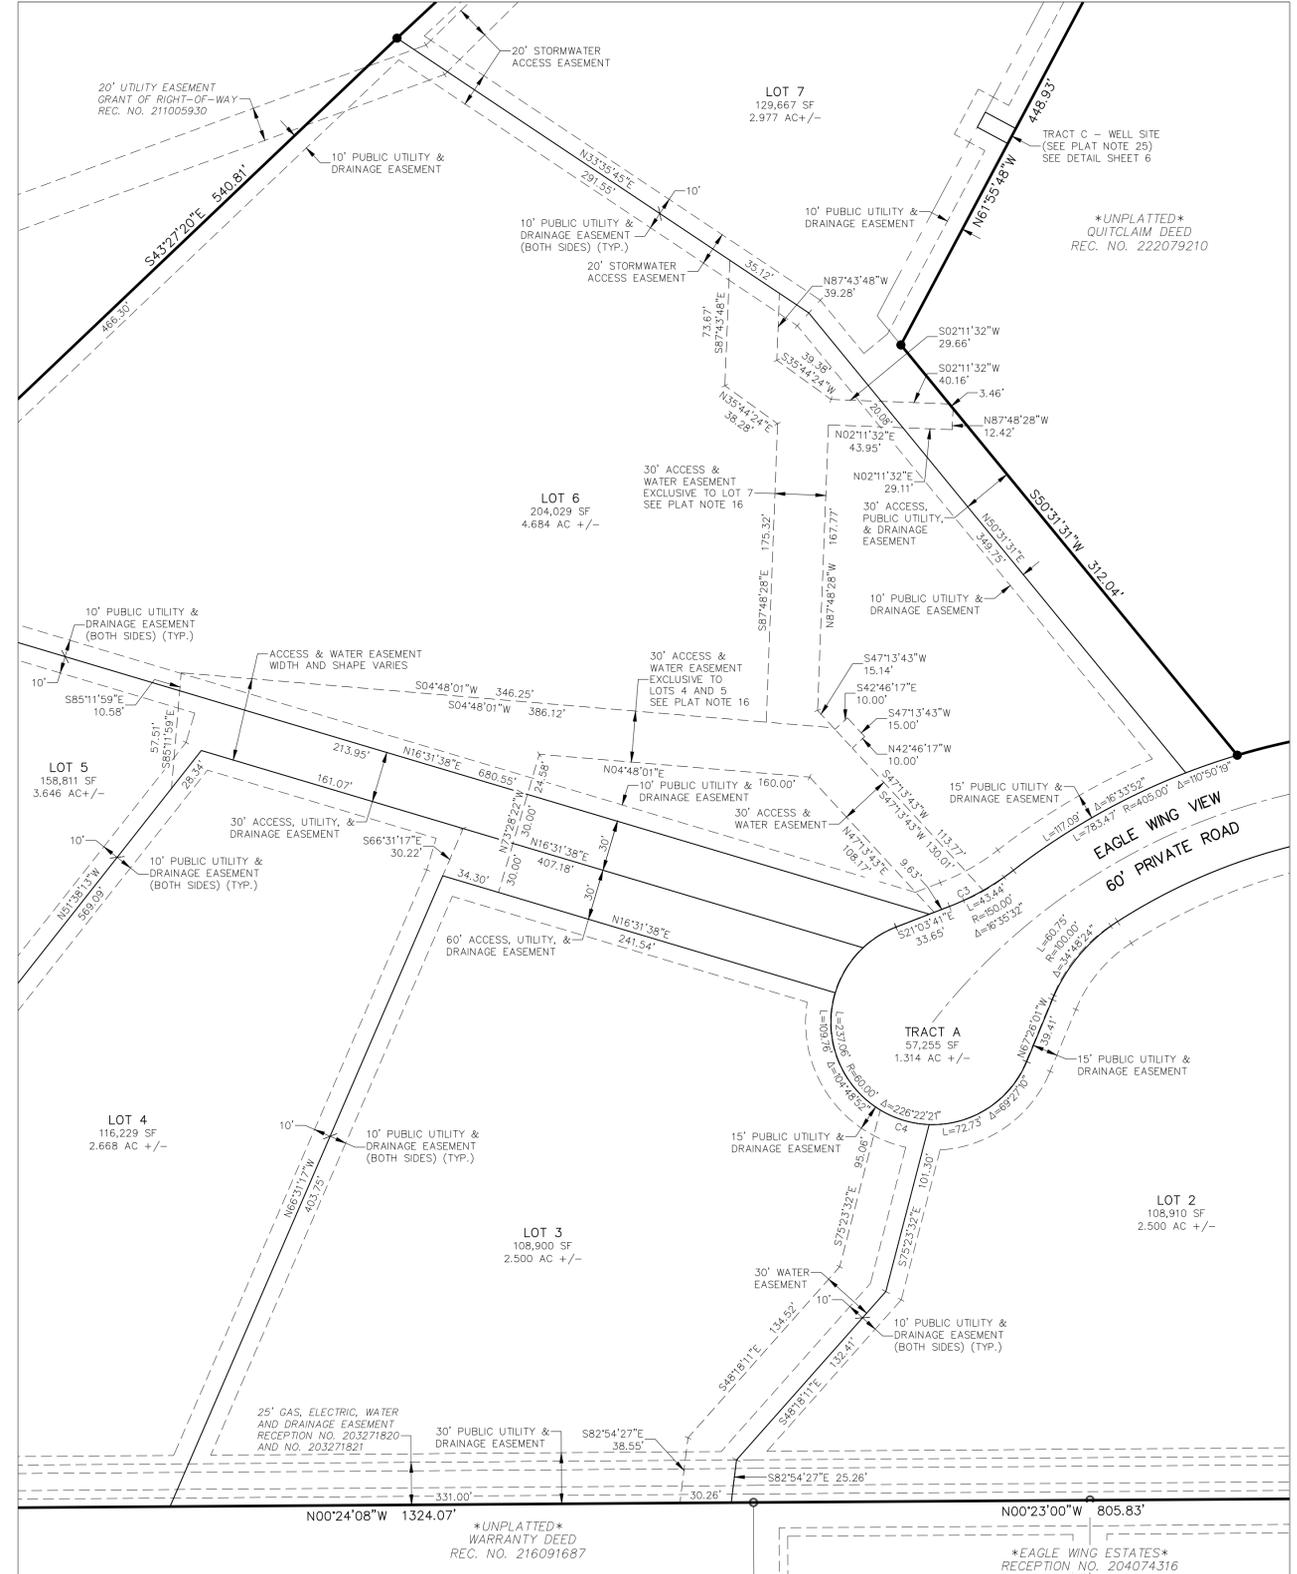 20' STORMWATER
ACCESS EASEMENT
20' UTILITY EASEMENT
GRANT OF RIGHT-OF-WAY
REC. NO. 211005930
10' PUBLIC UTILITY &
DRAINAGE EASEMENT
S43°27'20"E 540.81'
466.30'
LOT 7
129,667 SF
2.977 AC+/-
448.93'
N61°55'48"W
TRACT C - WELL SITE
(SEE PLAT NOTE 25)
SEE DETAIL SHEET 6
*UNPLATTED*
QUITCLAIM DEED
REC. NO. 222079210
N33°35'45"E
291.55'
10'
10' PUBLIC UTILITY &
DRAINAGE EASEMENT
(BOTH SIDES) (TYP.)
20' STORMWATER
ACCESS EASEMENT
10' PUBLIC UTILITY &
DRAINAGE EASEMENT
35.12'
N87°43'48"W
39.28'
73.67'
S87°43'48"E
S02°11'32"W
29.66'
S02°11'32"W
40.16'
3.46'
39.38'
S35°44'24"W
N35°44'24"E
38.28'
20.08'
N87°48'28"W
12.42'
N02°11'32"E
43.95'
N02°11'32"E
29.11'
30' ACCESS &
WATER EASEMENT
EXCLUSIVE TO LOT 7
SEE PLAT NOTE 16
LOT 6
204,029 SF
4.684 AC +/-
30' ACCESS,
PUBLIC UTILITY,
& DRAINAGE
EASEMENT
S50°31'31"W 312.04'
N50°31'31"E
349.75'
S87°48'28"E 175.32'
N87°48'28"W 167.77'
10' PUBLIC UTILITY &
DRAINAGE EASEMENT
10' PUBLIC UTILITY &
DRAINAGE EASEMENT
(BOTH SIDES) (TYP.)
10'
ACCESS & WATER EASEMENT
WIDTH AND SHAPE VARIES
30' ACCESS &
WATER EASEMENT
EXCLUSIVE TO
LOTS 4 AND 5
SEE PLAT NOTE 16
S47°13'43"W
15.14'
S42°46'17"E
10.00'
S47°13'43"W
15.00'
N42°46'17"W
10.00'
S85°11'59"E
10.58'
S04°48'01"W 346.25'
S04°48'01"W 386.12'
57.51'
S85°11'59"E
LOT 5
158,811 SF
3.646 AC+/-
28.34'
213.95'
N16°31'38"E 680.55'
161.07'
24.58'
N04°48'01"E
160.00'
10' PUBLIC UTILITY &
DRAINAGE EASEMENT
30' ACCESS &
WATER EASEMENT
S47°13'43"W 113.77'
S47°13'43"W 130.01'
N47°13'43"E
108.17'
15' PUBLIC UTILITY &
DRAINAGE EASEMENT
L=117.09' Δ=16°33'52"
L=783.47' R=405.00' Δ=110°50'19"
EAGLE WING VIEW
60' PRIVATE ROAD
30' ACCESS, UTILITY, &
DRAINAGE EASEMENT
S66°31'17"E
30.22'
N73°28'22"W
30.00'
30.00'
N16°31'38"E
407.18'
30'
30'
34.30'
10'
10' PUBLIC UTILITY &
DRAINAGE EASEMENT
(BOTH SIDES) (TYP.)
N51°38'13"W
569.09'
9.63'
C3
L=43.44'
R=150.00'
Δ=16°35'32"
S21°03'41"E
33.65'
N16°31'38"E
241.54'
60' ACCESS, UTILITY, &
DRAINAGE EASEMENT
L=60.75'
R=100.00'
Δ=34°48'24"
TRACT A
57,255 SF
1.314 AC +/-
N67°26'01"W
39.41'
15' PUBLIC UTILITY &
DRAINAGE EASEMENT
L=109.76' Δ=104°48'52"
L=237.06' R=60.00' Δ=226°22'21"
C4
L=72.73' Δ=69°27'10"
LOT 4
116,229 SF
2.668 AC +/-
10'
10' PUBLIC UTILITY &
DRAINAGE EASEMENT
(BOTH SIDES) (TYP.)
15' PUBLIC UTILITY &
DRAINAGE EASEMENT
N66°31'17"W
403.75'
S75°23'32"E 95.06'
101.30'
S75°23'32"E
LOT 3
108,900 SF
2.500 AC +/-
LOT 2
108,910 SF
2.500 AC +/-
30' WATER
EASEMENT
10'
10' PUBLIC UTILITY &
DRAINAGE EASEMENT
(BOTH SIDES) (TYP.)
S48°18'11"E 134.52'
S48°18'11"E 132.41'
25' GAS, ELECTRIC, WATER
AND DRAINAGE EASEMENT
RECEPTION NO. 203271820
AND NO. 203271821
30' PUBLIC UTILITY &
DRAINAGE EASEMENT
S82°54'27"E
38.55'
S82°54'27"E 25.26'
331.00'
30.26'
N00°24'08"W 1324.07'
N00°23'00"W 805.83'
*UNPLATTED*
WARRANTY DEED
REC. NO. 216091687
*EAGLE WING ESTATES*
RECEPTION NO. 204074316